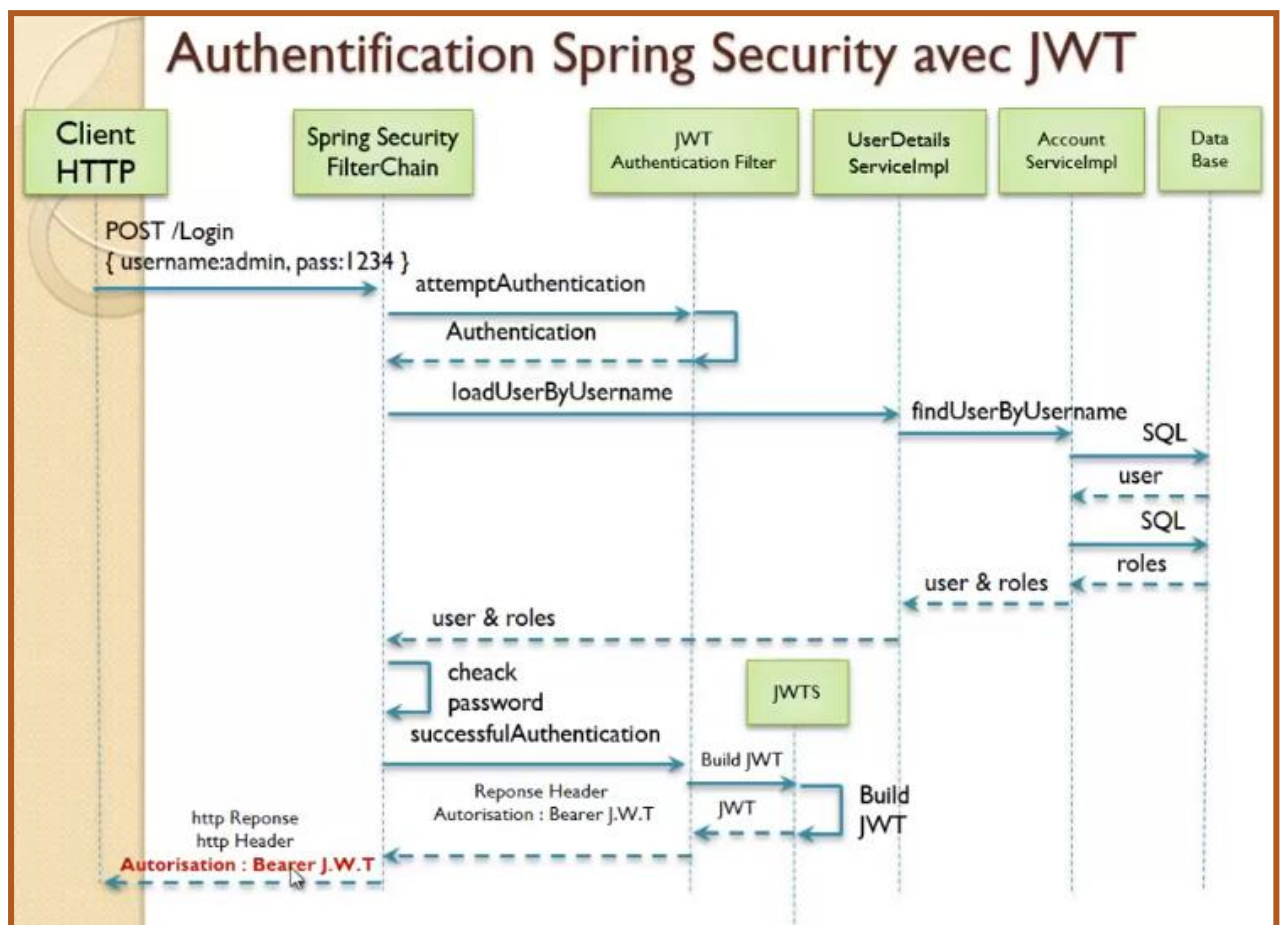 Authentification Spring Security avec JWT
Client
HTTP
Spring Security
FilterChain
JWT
Authentication Filter
UserDetails
ServiceImpl
Account
ServiceImpl
Data
Base
POST /Login
{ username:admin, pass:1234 }
attemptAuthentication
Authentication
loadUserByUsername
findUserByUsername
SQL
user
SQL
roles
user & roles
user & roles
cheack
password
JWTS
successfulAuthentication
Build JWT
Reponse Header
Autorisation : Bearer J.W.T
JWT
Build
JWT
http Reponse
http Header
Autorisation : Bearer J.W.T